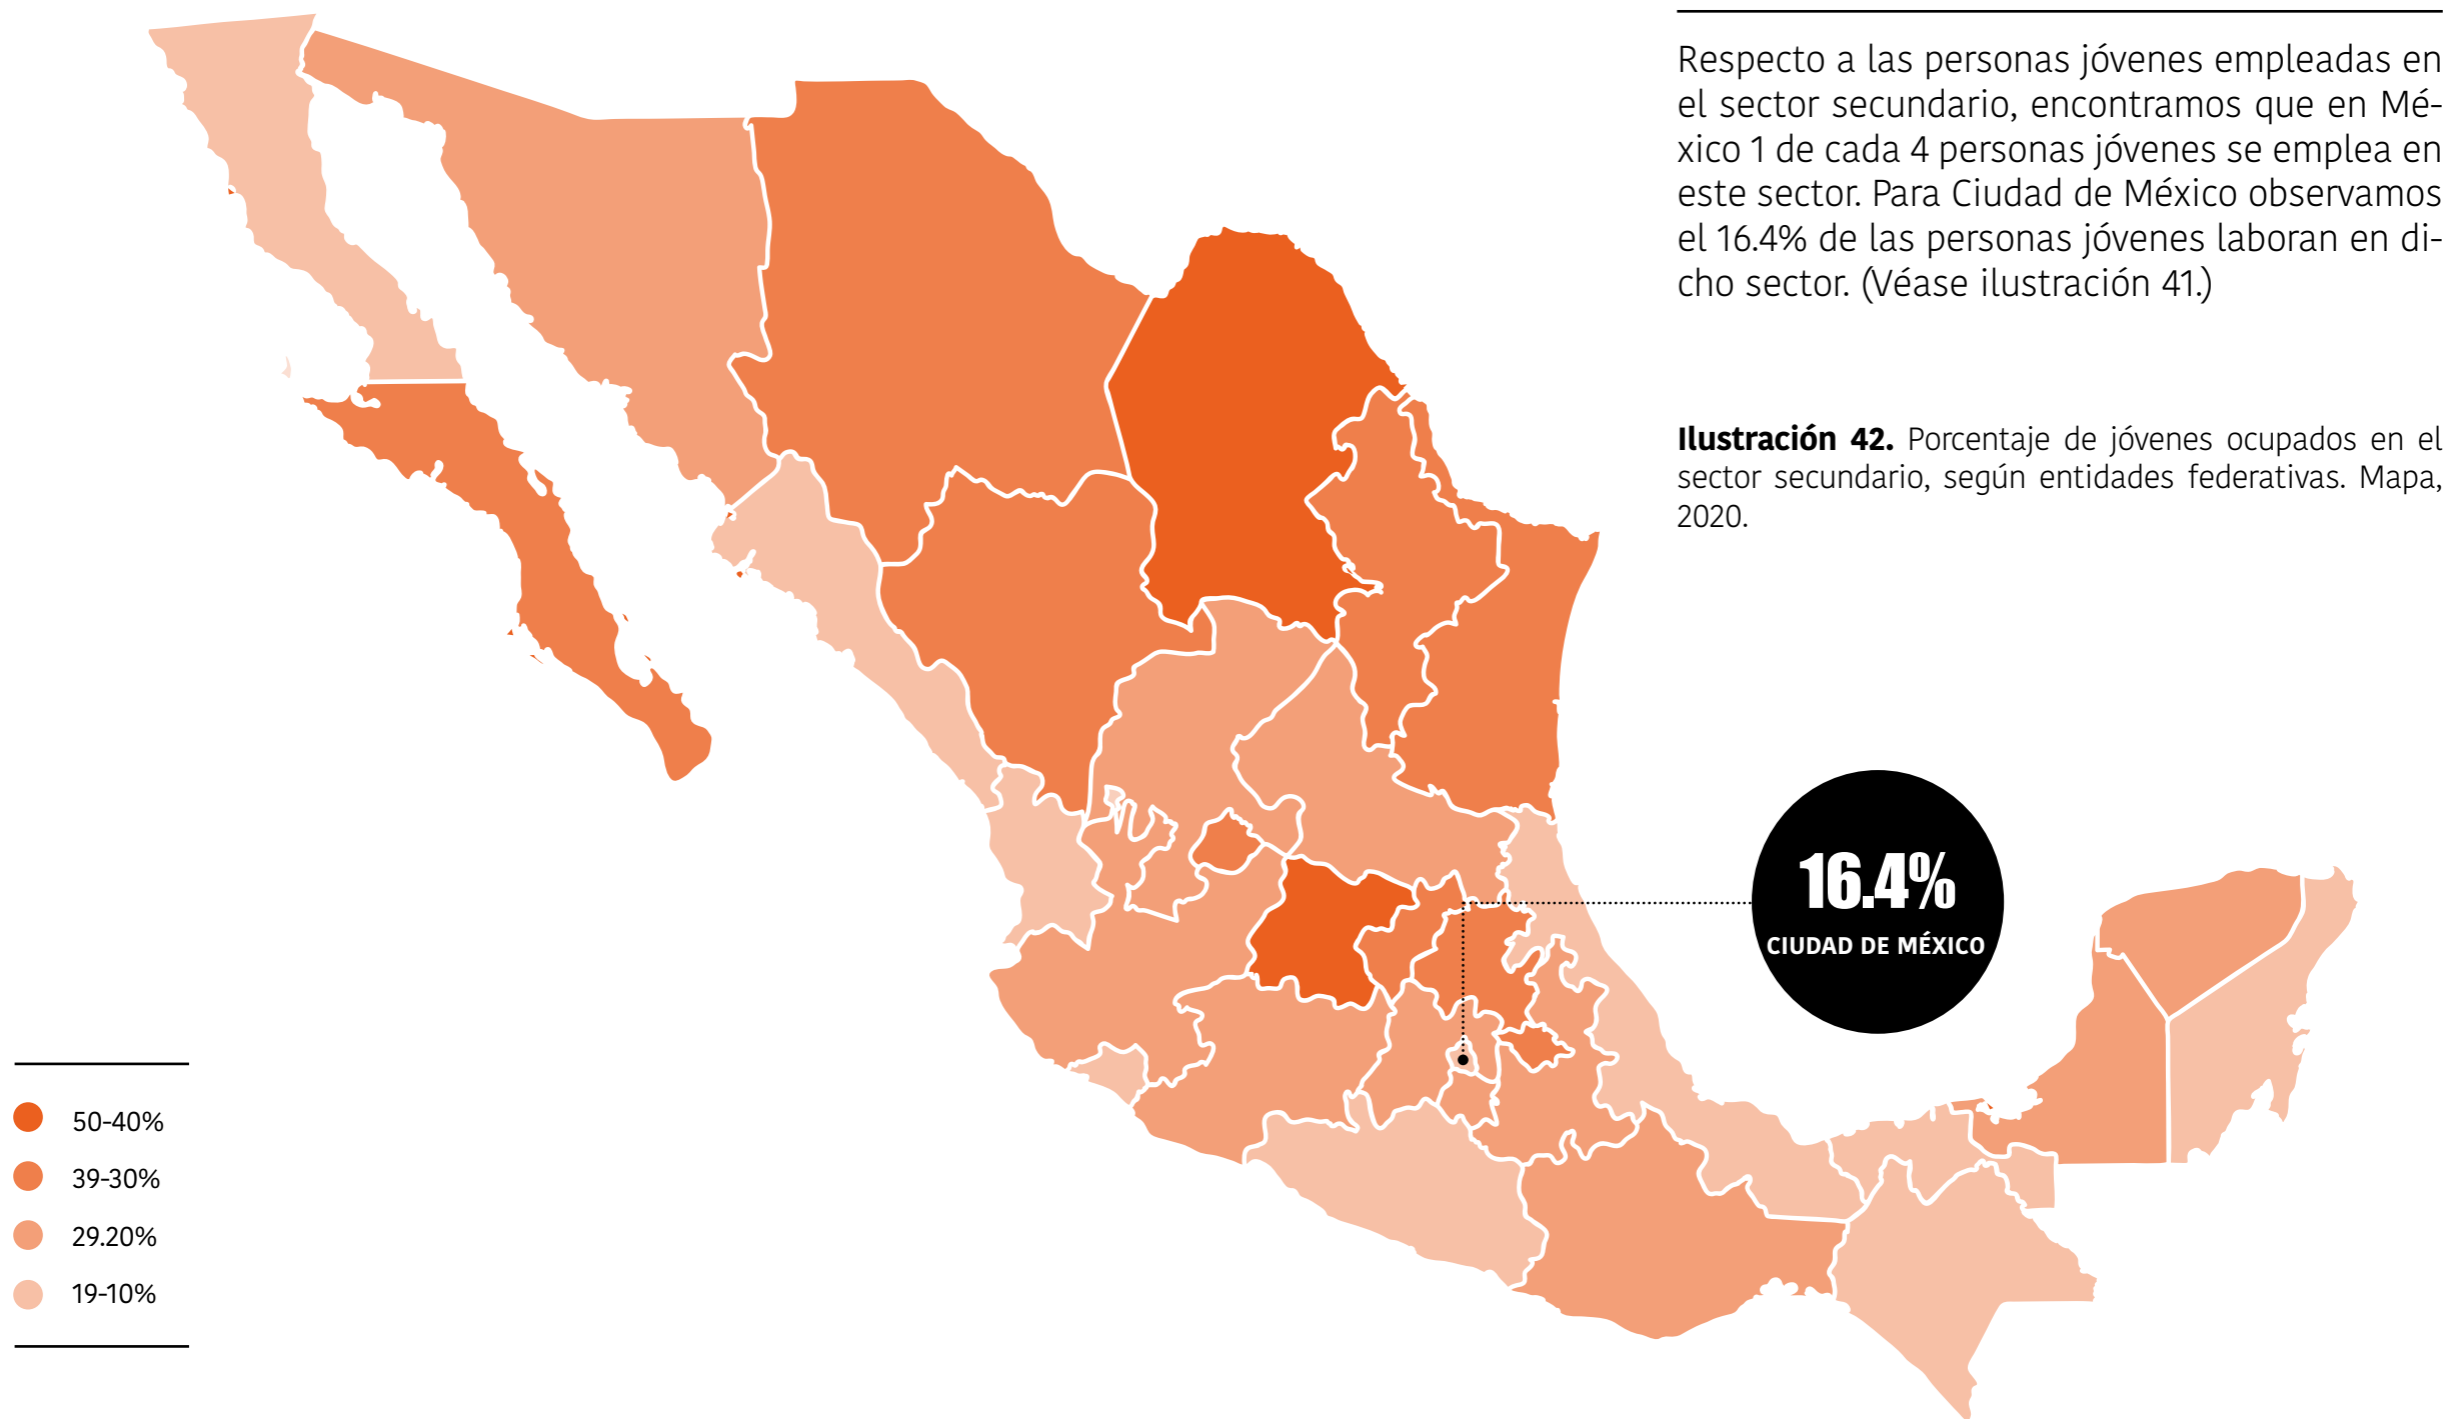 Respecto a las personas jóvenes empleadas en
el sector secundario, encontramos que en Mé-
xico 1 de cada 4 personas jóvenes se emplea en
este sector. Para Ciudad de México observamos
el 16.4% de las personas jóvenes laboran en di-
cho sector. (Véase ilustración 41.)
Ilustración 42. Porcentaje de jóvenes ocupados en el
sector secundario, según entidades federativas. Mapa,
2020.
16.4%
CIUDAD DE MÉXICO
50-40%
39-30%
29.20%
19-10%